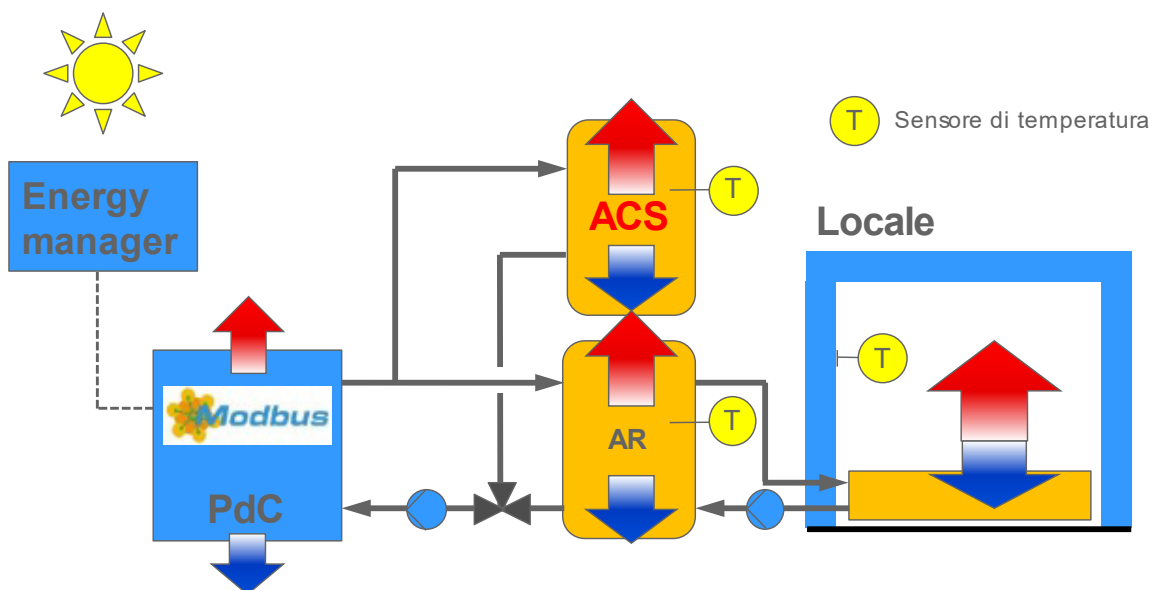 T
Sensore di temperatura
Energy
manager
T
ACS
Locale
T
Modbus
T
AR
PdC